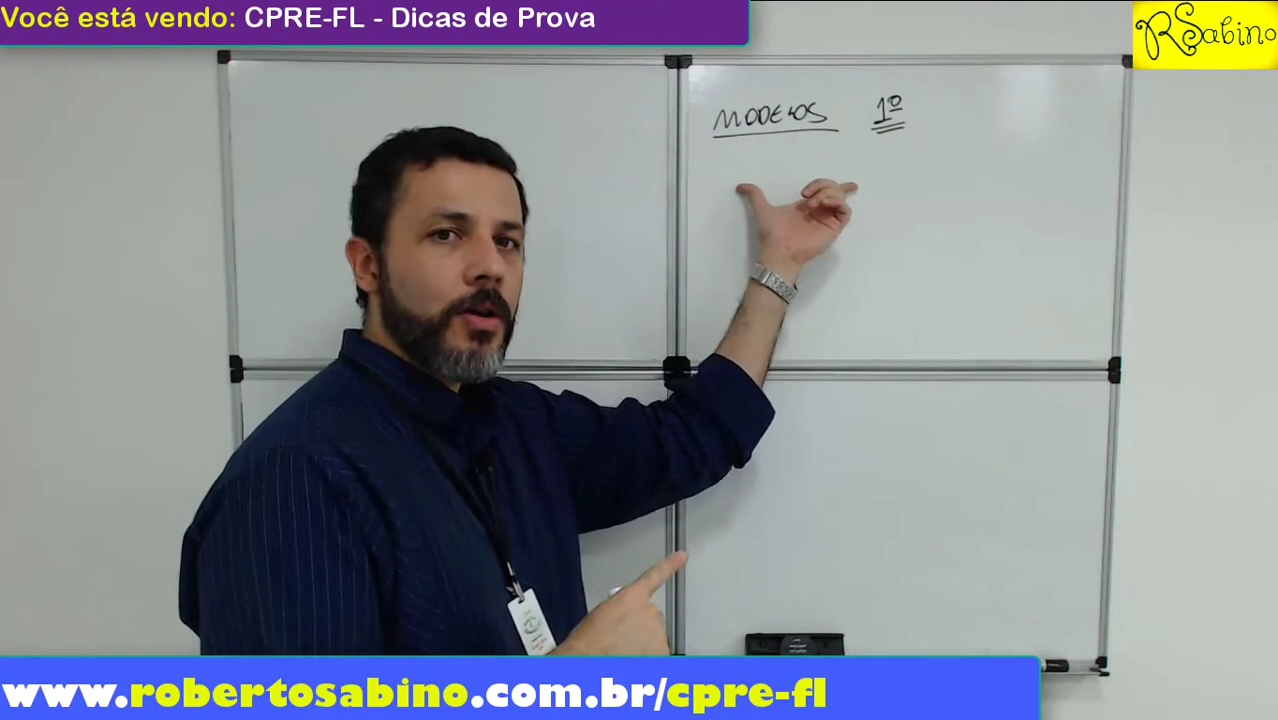 Você está vendo: CPRE-FL - Dicas de Prova
RSabino
MODELOS 1º
www.robertosabino.com.br/cpre-fl